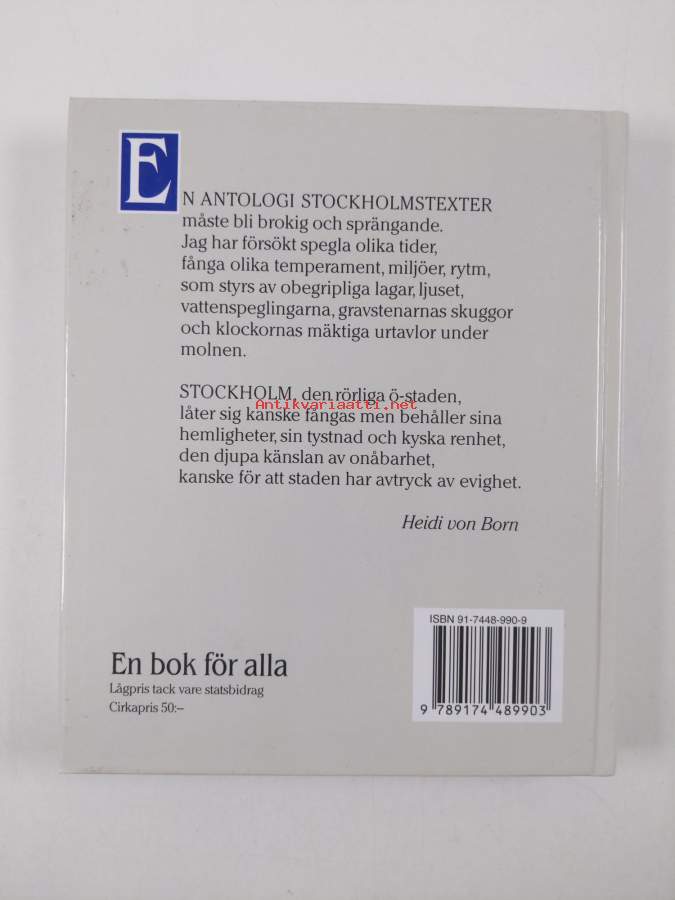 EN ANTOLOGI STOCKHOLMSTEXTER
måste bli brokig och sprängande.
Jag har försökt spegla olika tider,
fånga olika temperament, miljöer, rytm,
som styrs av obegripliga lagar, ljuset,
vattenspeglingarna, gravstenarnas skuggor
och klockornas mäktiga urtavlor under
molnen.
STOCKHOLM, den rörliga ö-staden,
Antikvariaatti.net
låter sig kanske fångas men behåller sina
hemligheter, sin tystnad och kyska renhet,
den djupa känslan av onåbarhet,
kanske för att staden har avtryck av evighet.
Heidi von Born
ISBN 91-7448-990-9
9 789174 489903
En bok för alla
Lågpris tack vare statsbidrag
Cirkapris 50:–